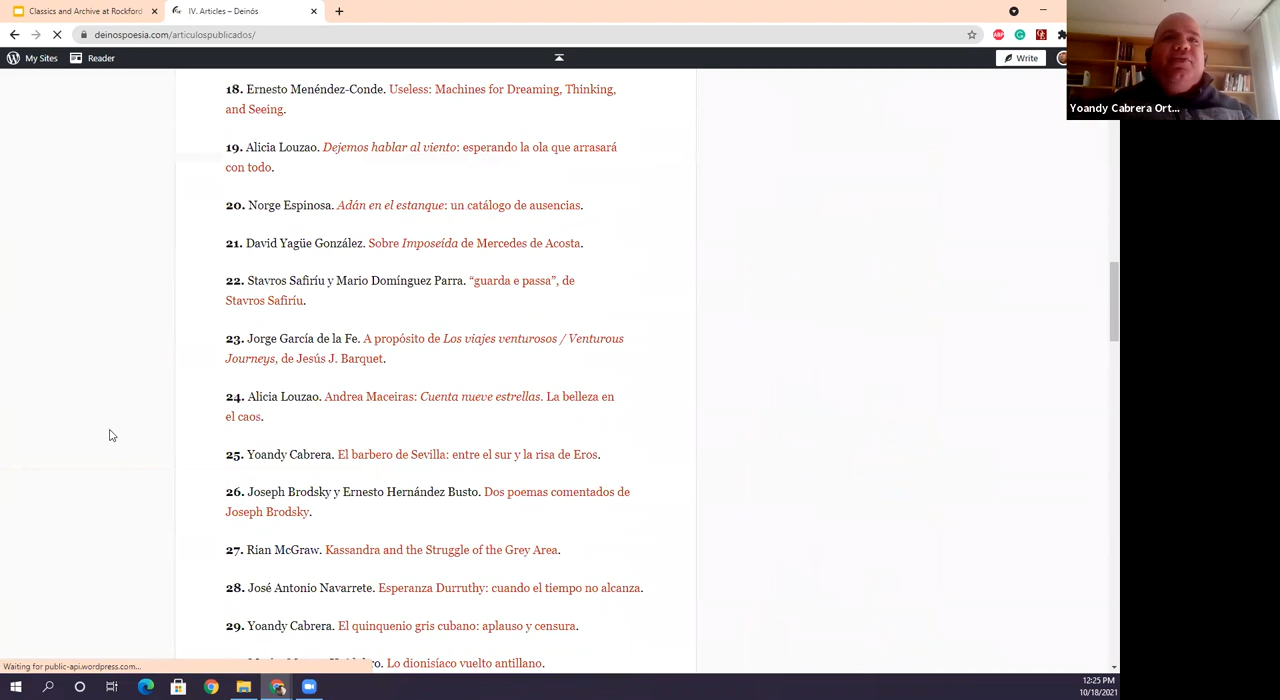 Classics and Archive at Rockford
IV. Articles – Deinós
deinospoesia.com/articulospublicados/
My Sites
Reader
Write
Yoandy Cabrera Ort...
18. Ernesto Menéndez-Conde. Useless: Machines for Dreaming, Thinking,
and Seeing.
19. Alicia Louzao. Dejemos hablar al viento: esperando la ola que arrasará
con todo.
20. Norge Espinosa. Adán en el estanque: un catálogo de ausencias.
21. David Yagüe González. Sobre Imposeída de Mercedes de Acosta.
22. Stavros Safiríu y Mario Domínguez Parra. “guarda e passa”, de
Stavros Safiríu.
23. Jorge García de la Fe. A propósito de Los viajes venturosos / Venturous
Journeys, de Jesús J. Barquet.
24. Alicia Louzao. Andrea Maceiras: Cuenta nueve estrellas. La belleza en
el caos.
25. Yoandy Cabrera. El barbero de Sevilla: entre el sur y la risa de Eros.
26. Joseph Brodsky y Ernesto Hernández Busto. Dos poemas comentados de
Joseph Brodsky.
27. Rian McGraw. Kassandra and the Struggle of the Grey Area.
28. José Antonio Navarrete. Esperanza Durruthy: cuando el tiempo no alcanza.
29. Yoandy Cabrera. El quinquenio gris cubano: aplauso y censura.
Lo dionisíaco vuelto antillano.
Waiting for public-api.wordpress.com...
12:25 PM
10/18/2021